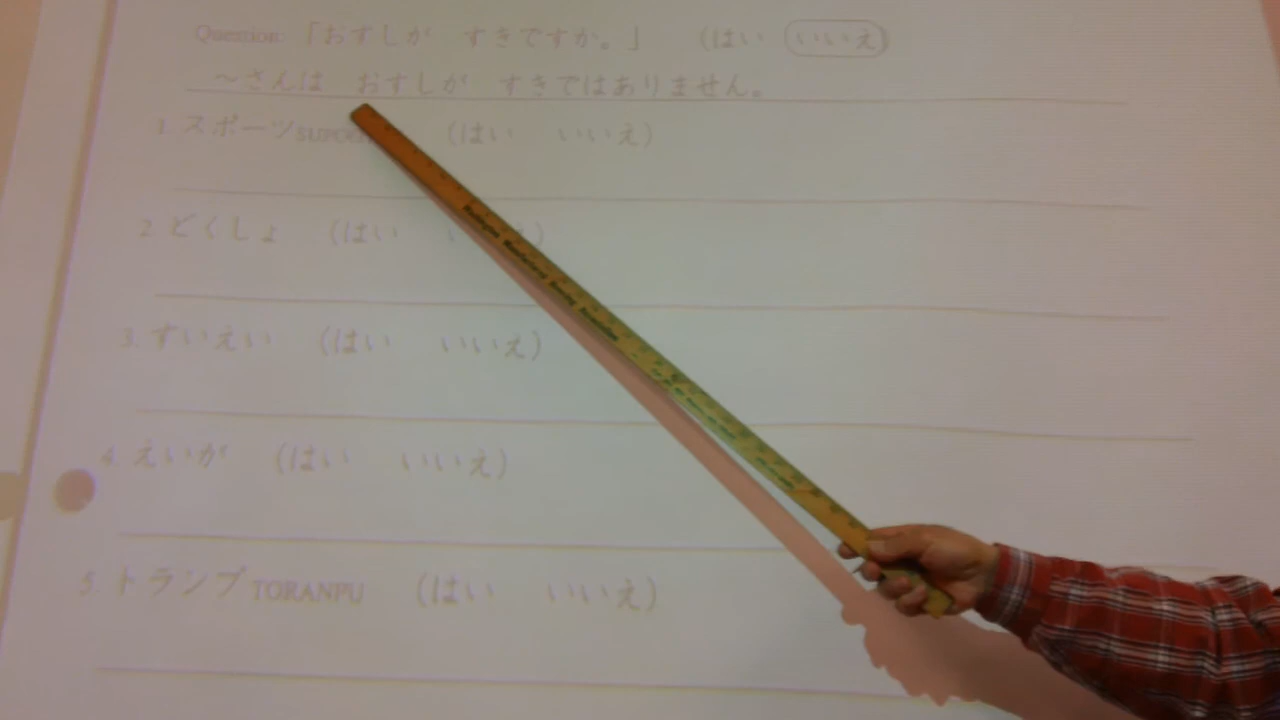 Question: 「おすしが すきですか。」 (はい いいえ)
～さんは おすしが すきではありません。
1. スポーツ (はい いいえ)
2. どくしょ (はい
3. すいえい (はい いいえ)
4. えいが (はい いいえ)
5. トランプ TORANPU (はい いいえ)